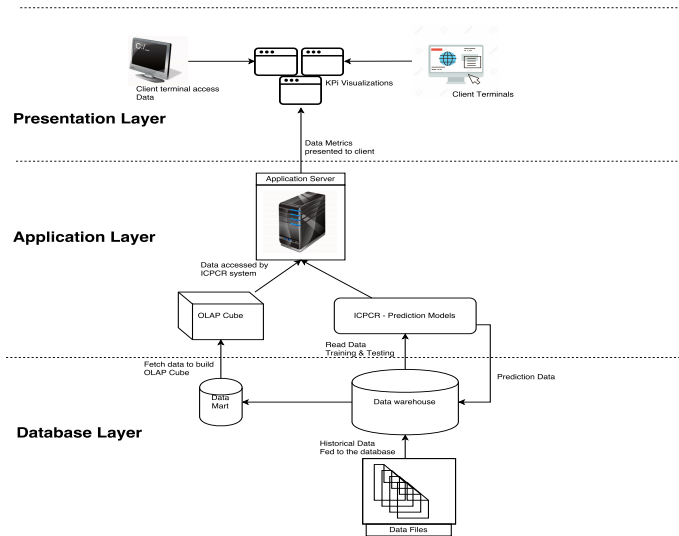 C:/_
Client terminal access
Data
KPi Visualizations
Client Terminals
Presentation Layer
Data Metrics
presented to client
Application Server
Application Layer
Data accessed by
ICPCR system
OLAP Cube
ICPCR - Prediction Models
Read Data
Training & Testing
Fetch data to build
OLAP Cube
Prediction Data
Data
Mart
Data warehouse
Database Layer
Historical Data
Fed to the database
Data Files